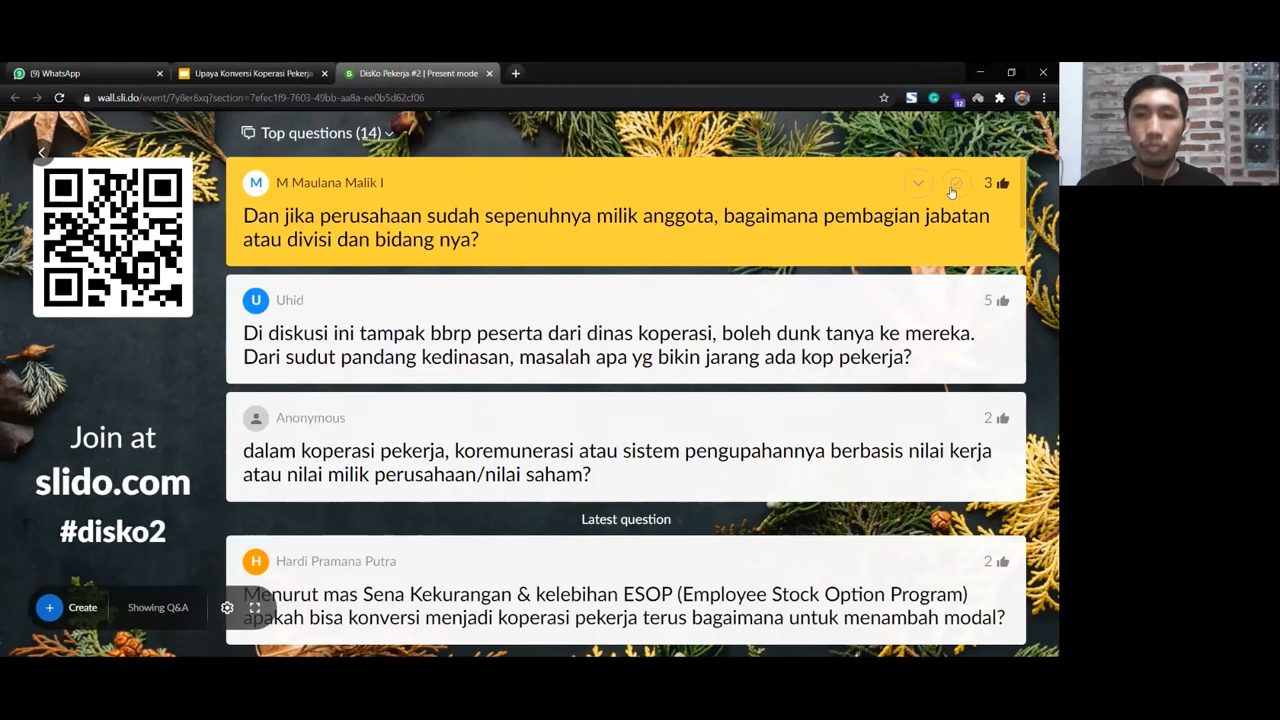 (9) WhatsApp
Upaya Konversi Koperasi Pekerja
DisKo Pekerja #2 | Present mode
wall.sli.do/event/7y8er8xq?section=7efec1f9-7603-49bb-aa8a-ee0b5d62cf06
12
Top questions (14)
M
M Maulana Malik I
3
Dan jika perusahaan sudah sepenuhnya milik anggota, bagaimana pembagian jabatan
atau divisi dan bidang nya?
U
Uhid
5
Di diskusi ini tampak bbrp peserta dari dinas koperasi, boleh dunk tanya ke mereka.
Dari sudut pandang kedinasan, masalah apa yg bikin jarang ada kop pekerja?
Anonymous
2
dalam koperasi pekerja, koremunerasi atau sistem pengupahannya berbasis nilai kerja
atau nilai milik perusahaan/nilai saham?
Latest question
H
Hardi Pramana Putra
2
Menurut mas Sena Kekurangan & kelebihan ESOP (Employee Stock Option Program)
apakah bisa konversi menjadi koperasi pekerja terus bagaimana untuk menambah modal?
Join at
slido.com
#disko2
Create
Showing Q&A